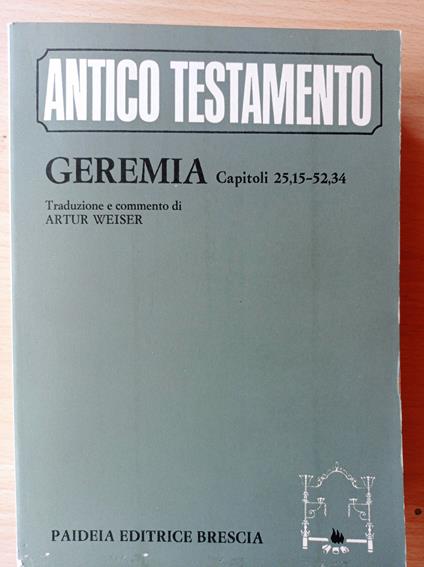 ANTICO TESTAMENTO
GEREMIA Capitoli 25,15-52,34
Traduzione e commento di
ARTUR WEISER
PAIDEIA EDITRICE BRESCIA